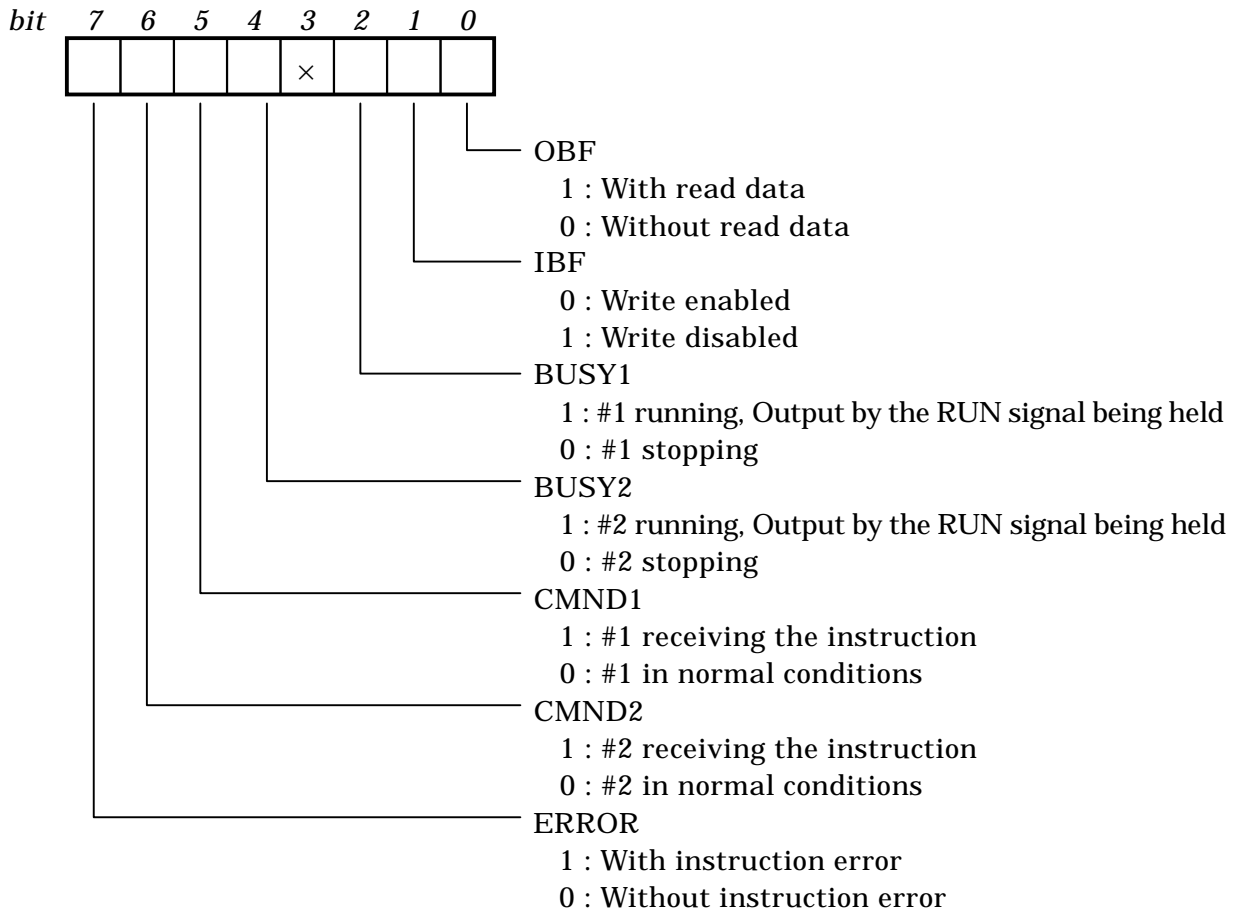 bit 7 6 5 4 3 2 1 0
×
OBF
1 : With read data
0 : Without read data
IBF
0 : Write enabled
1 : Write disabled
BUSY1
1 : #1 running, Output by the RUN signal being held
0 : #1 stopping
BUSY2
1 : #2 running, Output by the RUN signal being held
0 : #2 stopping
CMND1
1 : #1 receiving the instruction
0 : #1 in normal conditions
CMND2
1 : #2 receiving the instruction
0 : #2 in normal conditions
ERROR
1 : With instruction error
0 : Without instruction error